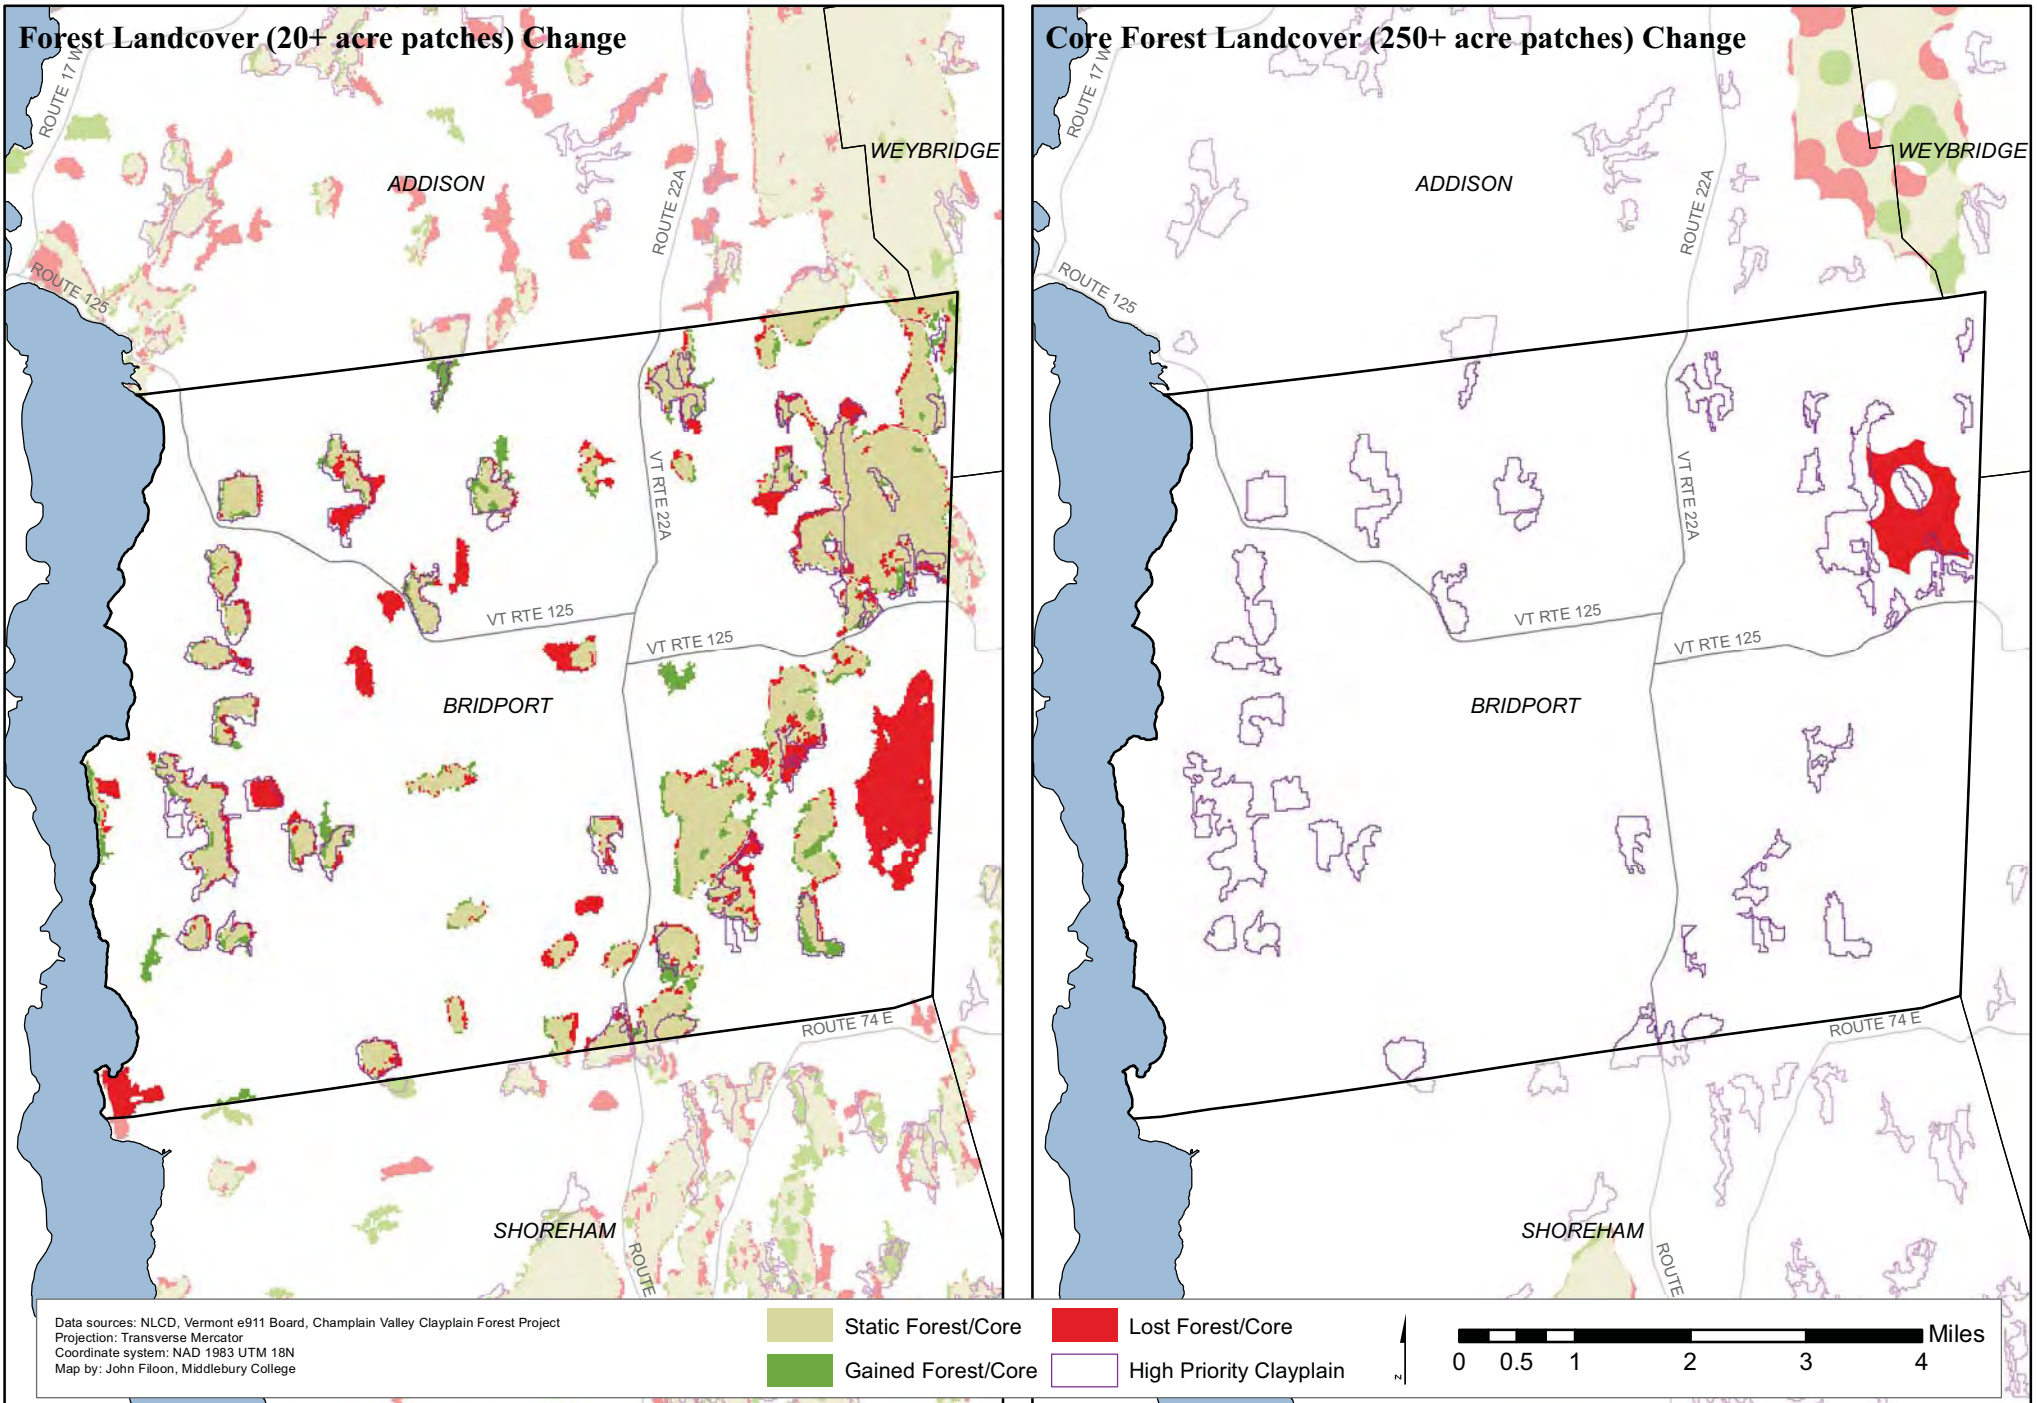 Forest Landcover (20+ acre patches) Change
ROUTE 17 W
ADDISON
WEYBRIDGE
ROUTE 22A
ROUTE 125
VT RTE 22A
VT RTE 125
VT RTE 125
BRIDPORT
ROUTE 74 E
SHOREHAM
ROUTE
Core Forest Landcover (250+ acre patches) Change
ROUTE 17 W
ADDISON
WEYBRIDGE
ROUTE 22A
ROUTE 125
VT RTE 22A
VT RTE 125
VT RTE 125
BRIDPORT
ROUTE 74 E
SHOREHAM
ROUTE
Data sources: NLCD, Vermont e911 Board, Champlain Valley Clayplain Forest Project
Projection: Transverse Mercator
Coordinate system: NAD 1983 UTM 18N
Map by: John Filoon, Middlebury College
Static Forest/Core
Lost Forest/Core
Gained Forest/Core
High Priority Clayplain
N
Miles
0 0.5 1 2 3 4